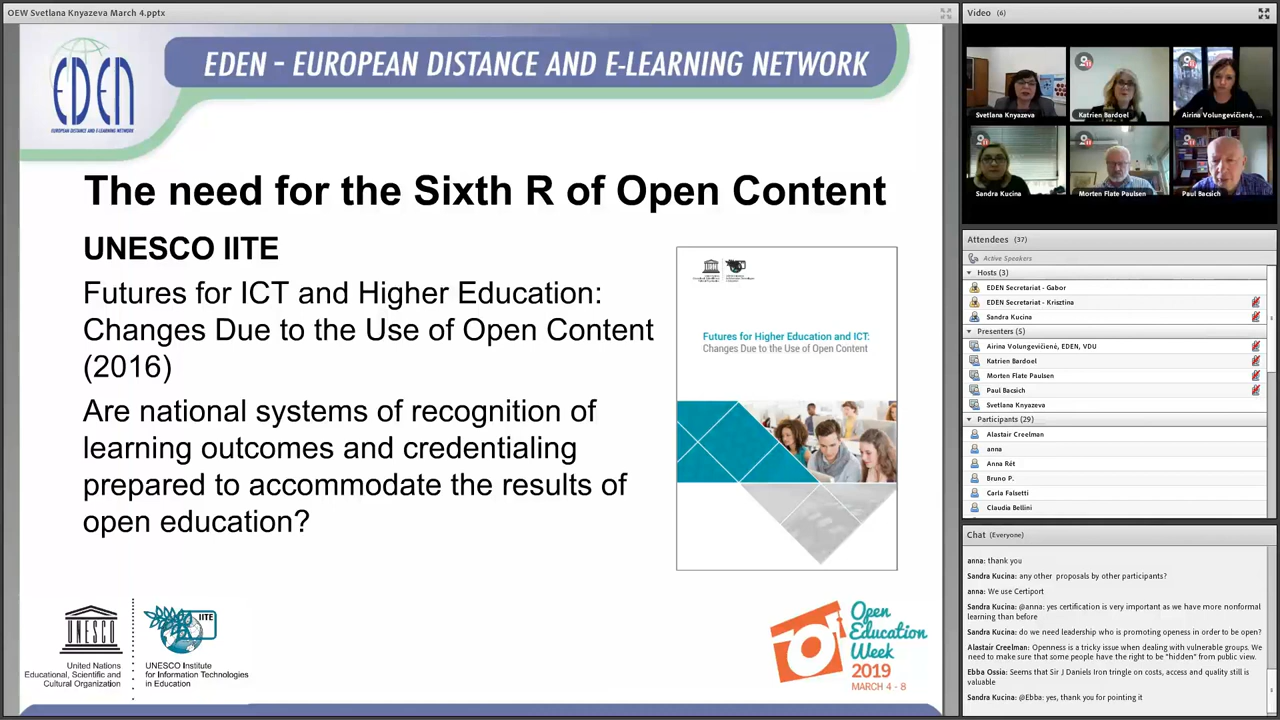 OEW Svetlana Knyazeva March 4.pptx
EDEN
EUROPEAN DISTANCE AND E-LEARNING NETWORK
EDEN – EUROPEAN DISTANCE AND E-LEARNING NETWORK
The need for the Sixth R of Open Content
UNESCO IITE
Futures for ICT and Higher Education:
Changes Due to the Use of Open Content
(2016)
Are national systems of recognition of
learning outcomes and credentialing
prepared to accommodate the results of
open education?
Futures for Higher Education and ICT:
Changes Due to the Use of Open Content
UNESCO
United Nations
Educational, Scientific and
Cultural Organization
IITE
UNESCO Institute
for Information Technologies
in Education
Open
Education
Week
2019
MARCH 4 - 8
Video (6)
Svetlana Knyazeva
Katrien Bardoel
Airina Volungevičienė, ...
Sandra Kucina
Morten Flate Paulsen
Paul Bacsich
Attendees (37)
Active Speakers
Hosts (3)
EDEN Secretariat - Gabor
EDEN Secretariat - Krisztina
Sandra Kucina
Presenters (5)
Airina Volungevičienė, EDEN, VDU
Katrien Bardoel
Morten Flate Paulsen
Paul Bacsich
Svetlana Knyazeva
Participants (29)
Alastair Creelman
anna
Anna Rét
Bruno P.
Carla Falsetti
Claudia Bellini
Chat (Everyone)
anna: thank you
Sandra Kucina: any other proposals by other participants?
anna: We use Certiport
Sandra Kucina: @anna: yes certification is very important as we have more nonformal
learning than before
Sandra Kucina: do we need leadership who is promoting openess in order to be open?
Alastair Creelman: Openness is a tricky issue when dealing with vulnerable groups. We
need to make sure that some people have the right to be "hidden" from public view.
Ebba Ossia: Seems that Sir J Daniels Iron tringle on costs, access and quality still is
valuable
Sandra Kucina: @Ebba: yes, thank you for pointing it